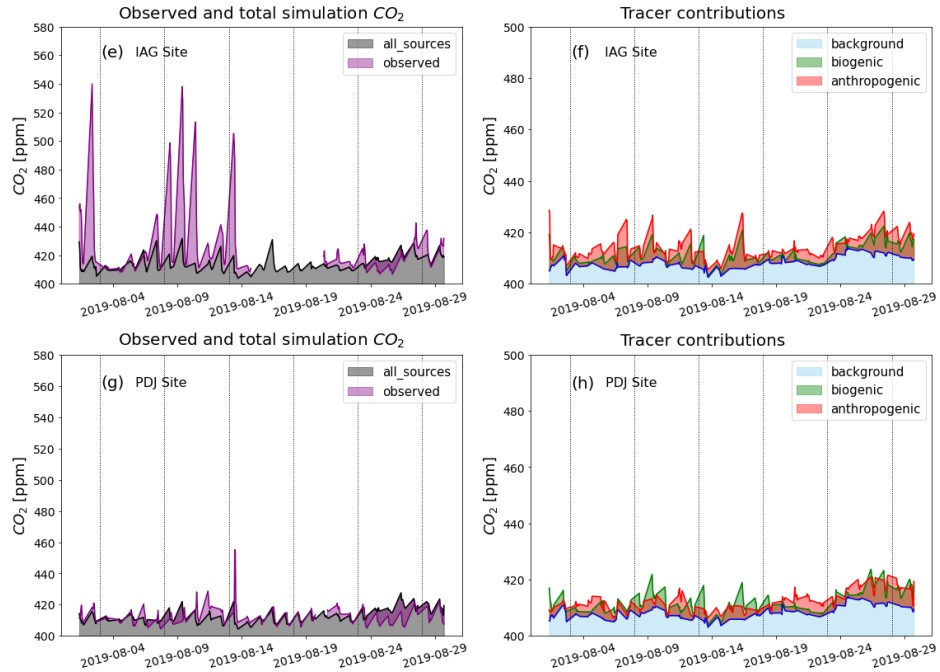 Observed and total simulation CO2
Tracer contributions
580
560
540
520
500
480
460
440
420
400
CO2 [ppm]
(e) IAG Site
all_sources
observed
2019-08-04
2019-08-09
2019-08-14
2019-08-19
2019-08-24
2019-08-29
500
480
460
440
420
400
CO2 [ppm]
(f) IAG Site
background
biogenic
anthropogenic
2019-08-04
2019-08-09
2019-08-14
2019-08-19
2019-08-24
2019-08-29
Observed and total simulation CO2
Tracer contributions
580
560
540
520
500
480
460
440
420
400
CO2 [ppm]
(g) PDJ Site
all_sources
observed
2019-08-04
2019-08-09
2019-08-14
2019-08-19
2019-08-24
2019-08-29
500
480
460
440
420
400
CO2 [ppm]
(h) PDJ Site
background
biogenic
anthropogenic
2019-08-04
2019-08-09
2019-08-14
2019-08-19
2019-08-24
2019-08-29